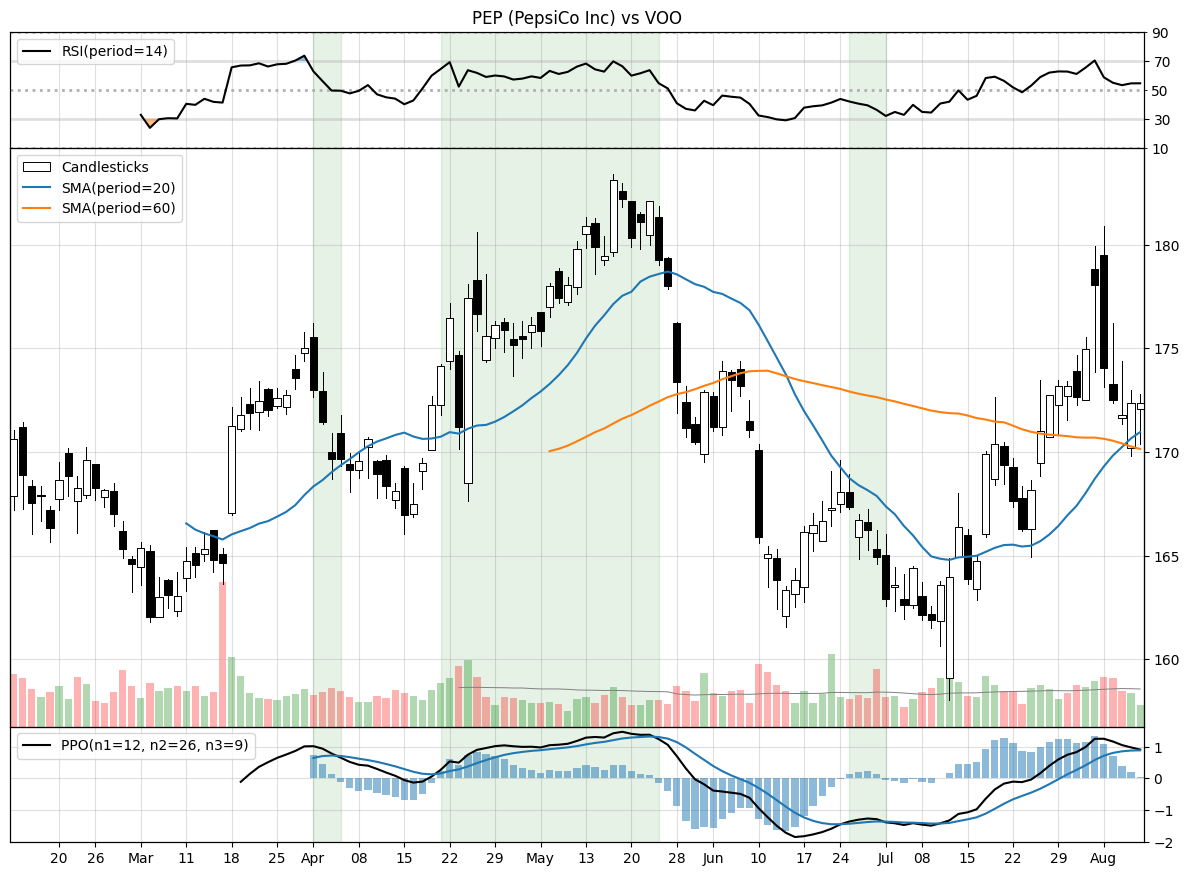 PEP (PepsiCo Inc) vs VOO
RSI(period=14)
90
70
50
30
10
Candlesticks
SMA(period=20)
SMA(period=60)
180
175
170
165
160
PPO(n1=12, n2=26, n3=9)
1
0
−1
−2
20 26 Mar 11 18 25 Apr 08 15 22 29 May 13 20 28 Jun 10 17 24 Jul 08 15 22 29 Aug